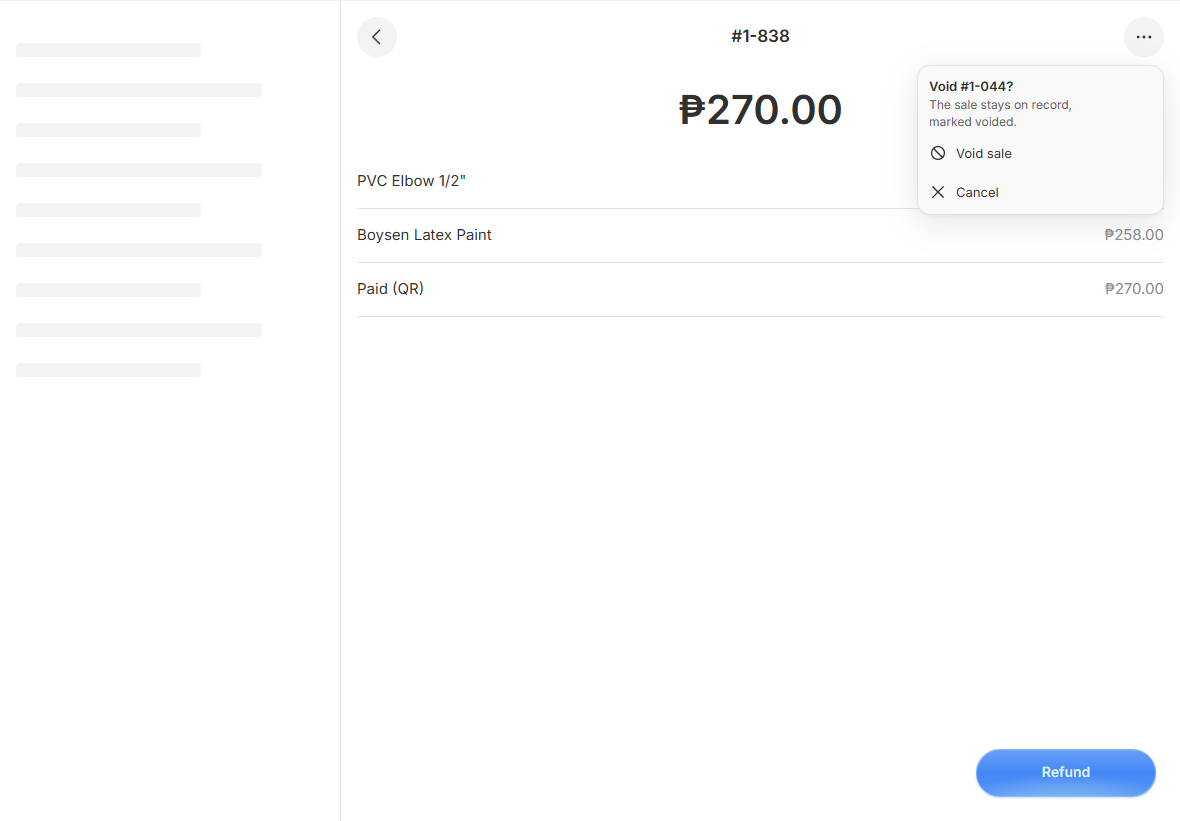 #1-838
₱270.00
Void #1-044?
The sale stays on record,
marked voided.
Void sale
Cancel
PVC Elbow 1/2"
Boysen Latex Paint
₱258.00
Paid (QR)
₱270.00
Refund